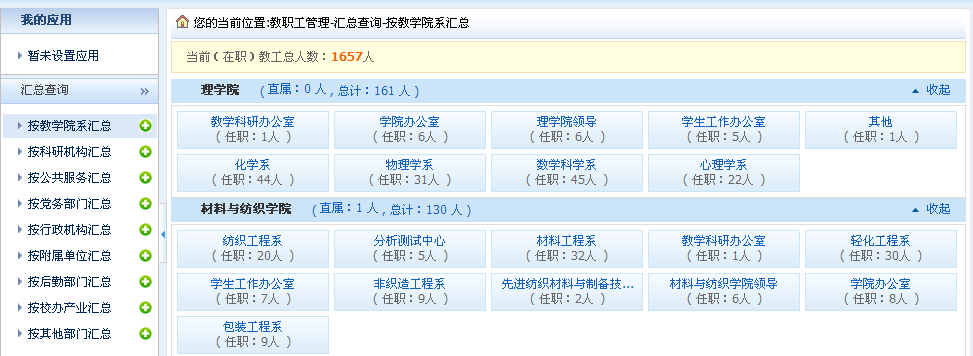 我的应用
暂未设置应用
汇总查询 »
按教学院系汇总
按科研机构汇总
按公共服务汇总
按党务部门汇总
按行政机构汇总
按附属单位汇总
按后勤部门汇总
按校办产业汇总
按其他部门汇总
您的当前位置:教职工管理-汇总查询-按教学院系汇总
当前(在职)教工总人数：1657人
理学院 （直属：0 人 , 总计：161 人 ） 收起
教学科研办公室
（ 任职：1人 ）
学院办公室
（ 任职：6人 ）
理学院领导
（ 任职：6人 ）
学生工作办公室
（ 任职：5人 ）
其他
（ 任职：1人 ）
化学系
（ 任职：44人 ）
物理学系
（ 任职：31人 ）
数学科学系
（ 任职：45人 ）
心理学系
（ 任职：22人 ）
材料与纺织学院 （直属：1 人 , 总计：130 人 ） 收起
纺织工程系
（ 任职：20人 ）
分析测试中心
（ 任职：5人 ）
材料工程系
（ 任职：32人 ）
教学科研办公室
（ 任职：1人 ）
轻化工程系
（ 任职：30人 ）
学生工作办公室
（ 任职：7人 ）
非织造工程系
（ 任职：9人 ）
先进纺织材料与制备技...
（ 任职：2人 ）
材料与纺织学院领导
（ 任职：6人 ）
学院办公室
（ 任职：8人 ）
包装工程系
（ 任职：9人 ）